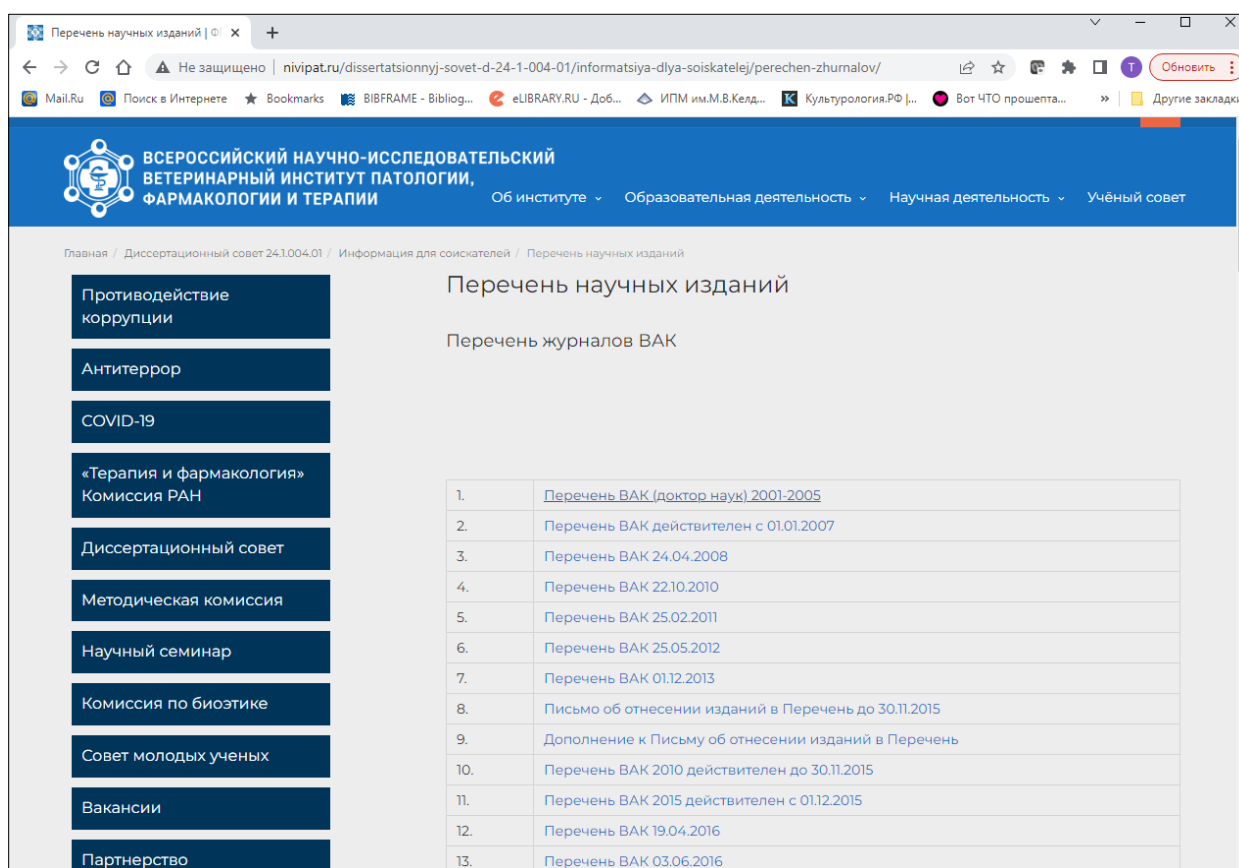 Перечень научных изданий | Ф
Не защищено | nivipat.ru/dissertatsionnyj-sovet-d-24-1-004-01/informatsiya-dlya-soiskatelej/perechen-zhurnalov/
T
Обновить
Mail.Ru
Поиск в Интернете
Bookmarks
BIBFRAME - Bibliog...
eLIBRARY.RU - Доб...
ИПМ им.М.В.Келд...
Культурология.РФ |...
Вот ЧТО прошепта...
»
Другие закладки
ВСЕРОССИЙСКИЙ НАУЧНО-ИССЛЕДОВАТЕЛЬСКИЙ
ВЕТЕРИНАРНЫЙ ИНСТИТУТ ПАТОЛОГИИ,
ФАРМАКОЛОГИИ И ТЕРАПИИ
Об институте
Образовательная деятельность
Научная деятельность
Учёный совет
Главная / Диссертационный совет 24.1.004.01 / Информация для соискателей / Перечень научных изданий
Противодействие
коррупции
Антитеррор
COVID-19
«Терапия и фармакология»
Комиссия РАН
Диссертационный совет
Методическая комиссия
Научный семинар
Комиссия по биоэтике
Совет молодых ученых
Вакансии
Партнерство
Перечень научных изданий
Перечень журналов ВАК
1. Перечень ВАК (доктор наук) 2001-2005
2. Перечень ВАК действителен с 01.01.2007
3. Перечень ВАК 24.04.2008
4. Перечень ВАК 22.10.2010
5. Перечень ВАК 25.02.2011
6. Перечень ВАК 25.05.2012
7. Перечень ВАК 01.12.2013
8. Письмо об отнесении изданий в Перечень до 30.11.2015
9. Дополнение к Письму об отнесении изданий в Перечень
10. Перечень ВАК 2010 действителен до 30.11.2015
11. Перечень ВАК 2015 действителен с 01.12.2015
12. Перечень ВАК 19.04.2016
13. Перечень ВАК 03.06.2016